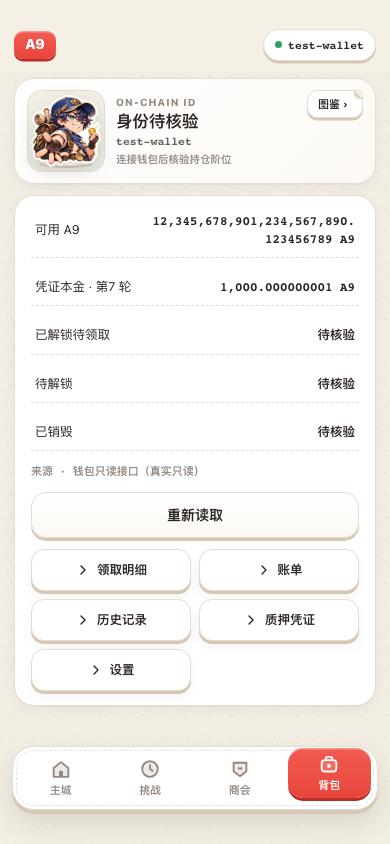 A9
test-wallet
ON-CHAIN ID
身份待核验
test-wallet
连接钱包后核验持仓阶位
图鉴 ›
可用 A9
12,345,678,901,234,567,890.
123456789 A9
凭证本金 · 第7 轮
1,000.000000001 A9
已解锁待领取
待核验
待解锁
待核验
已销毁
待核验
来源 · 钱包只读接口（真实只读）
重新读取
领取明细
账单
历史记录
质押凭证
设置
主城
挑战
商会
背包